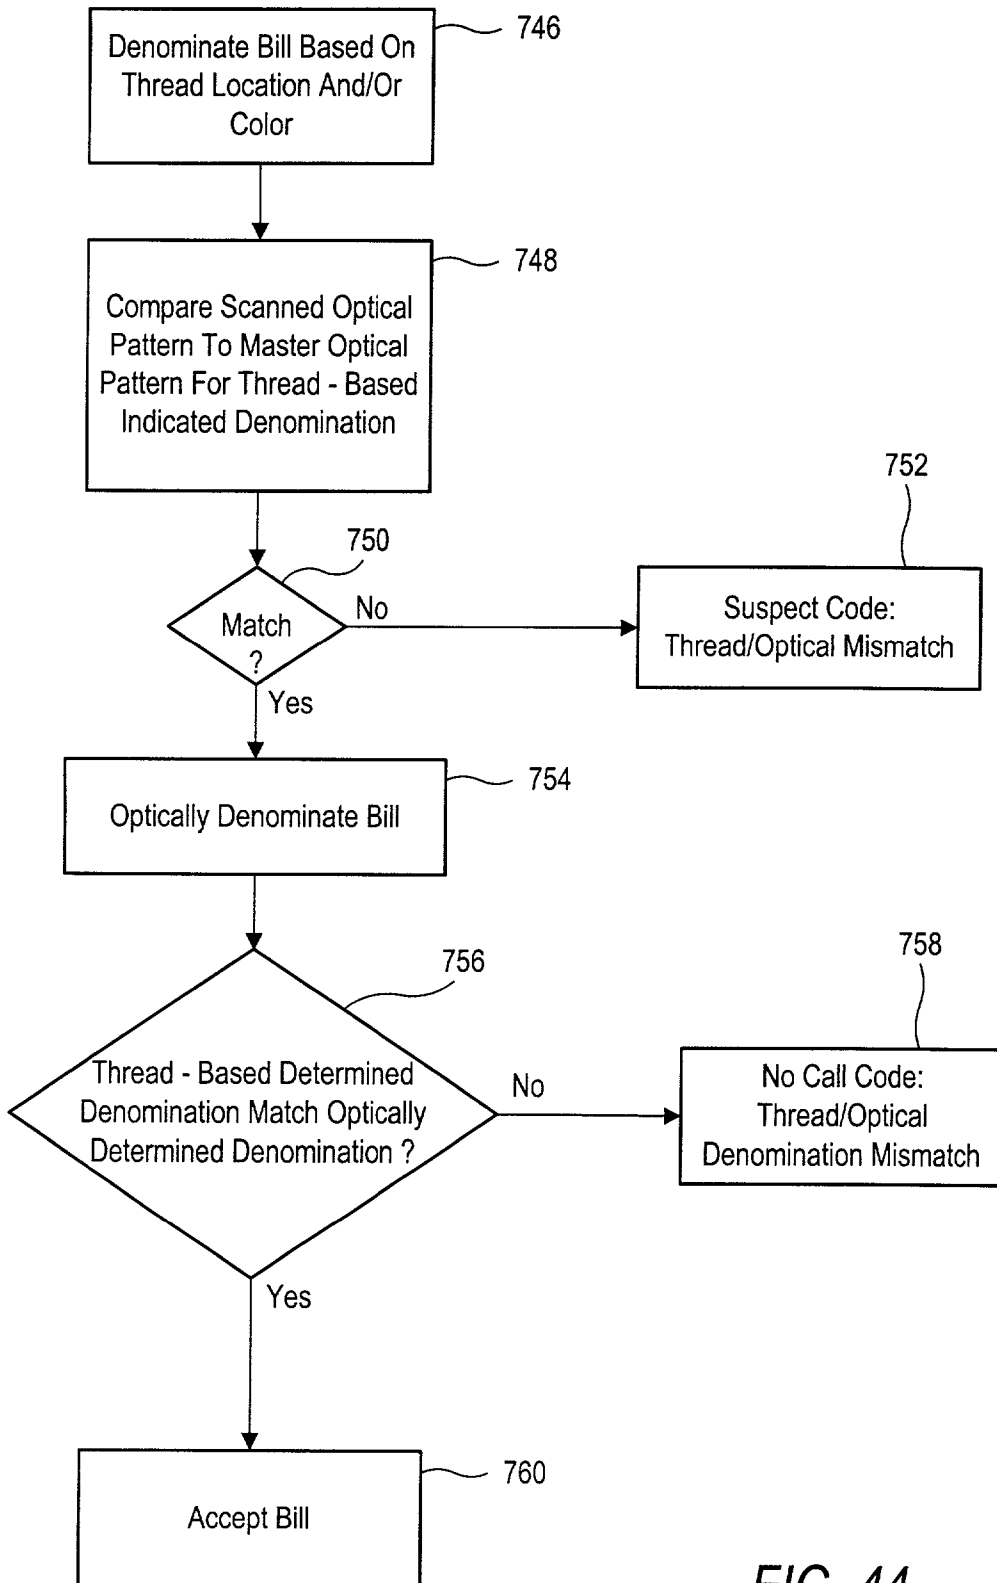 746
Denominate Bill Based On
Thread Location And/Or
Color
748
Compare Scanned Optical
Pattern To Master Optical
Pattern For Thread - Based
Indicated Denomination
752
750
Match
?
No
Suspect Code:
Thread/Optical Mismatch
Yes
754
Optically Denominate Bill
756
758
Thread - Based Determined
Denomination Match Optically
Determined Denomination ?
No
No Call Code:
Thread/Optical
Denomination Mismatch
Yes
760
Accept Bill
FIG. 44